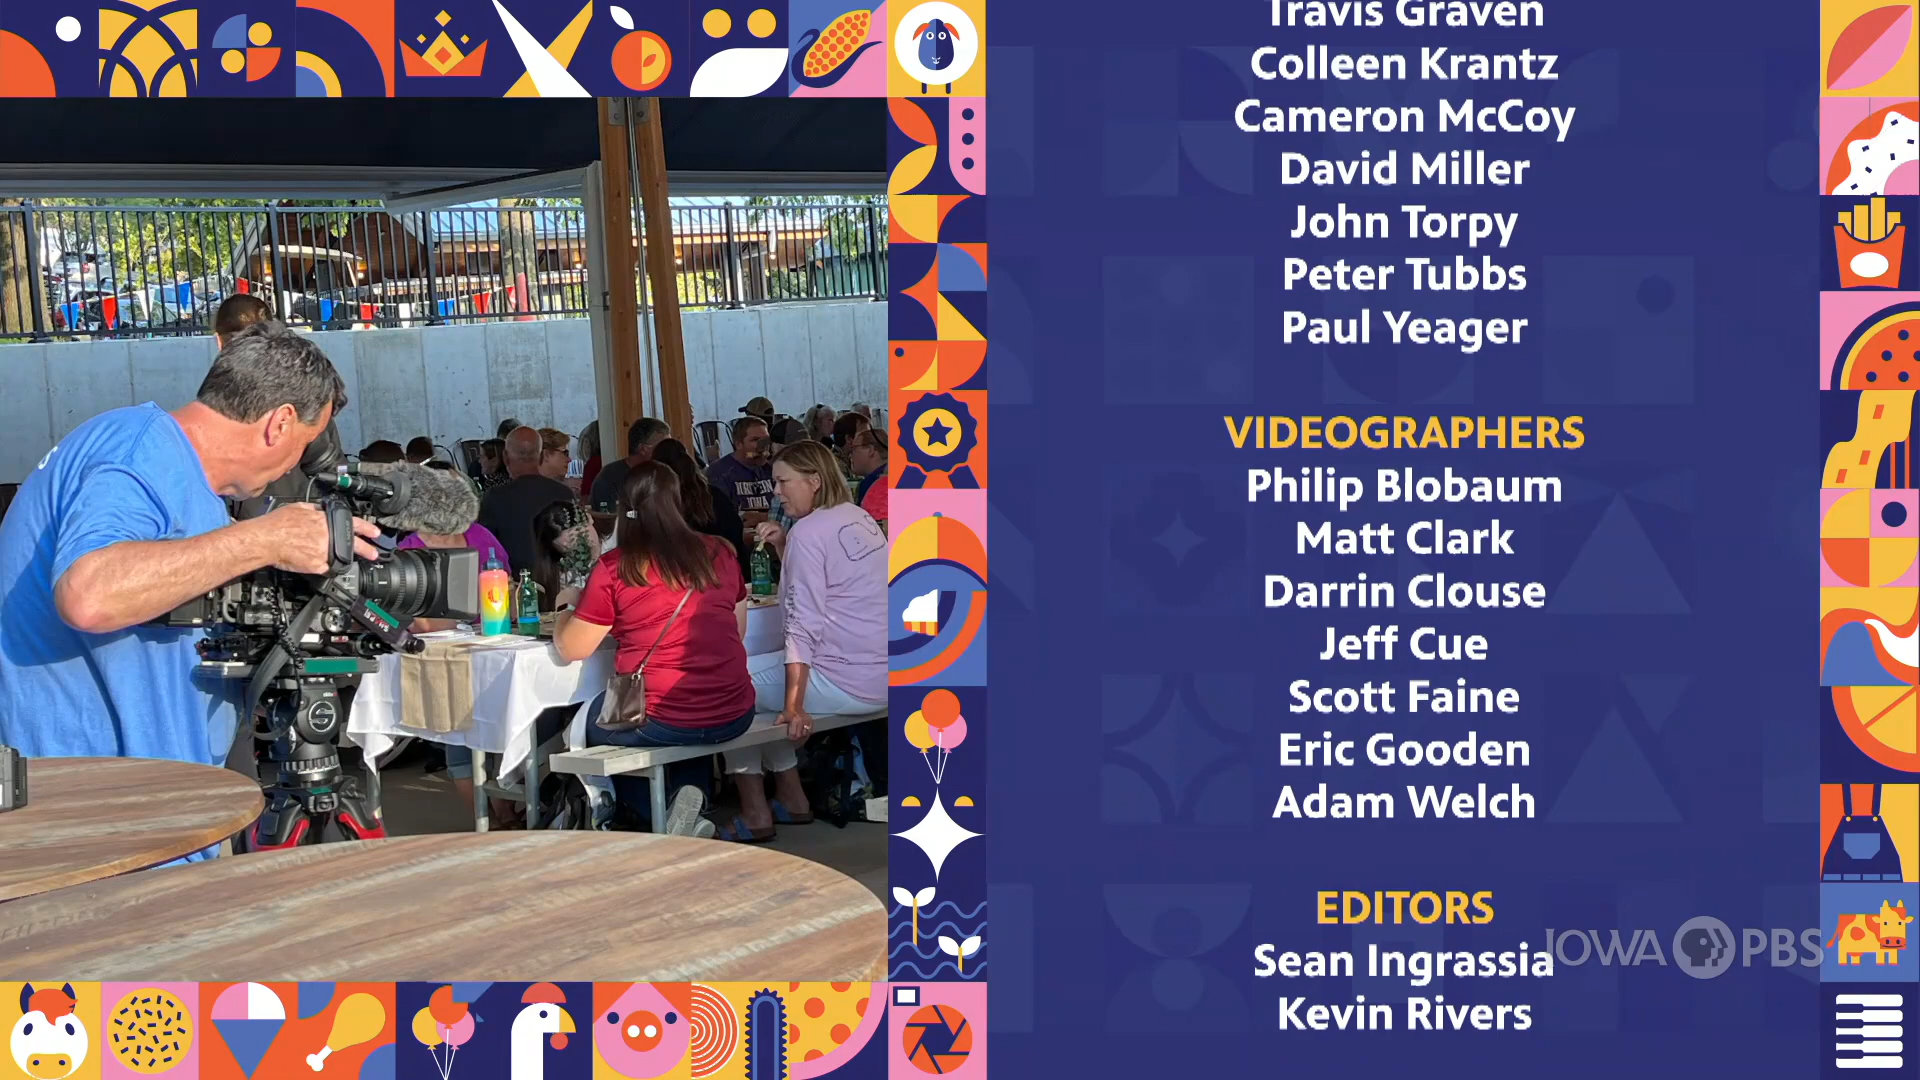 Travis Graven
Colleen Krantz
Cameron McCoy
David Miller
John Torpy
Peter Tubbs
Paul Yeager
VIDEOGRAPHERS
Philip Blobaum
Matt Clark
Darrin Clouse
Jeff Cue
Scott Faine
Eric Gooden
Adam Welch
EDITORS
Sean Ingrassia
Kevin Rivers
IOWA PBS
IOWA